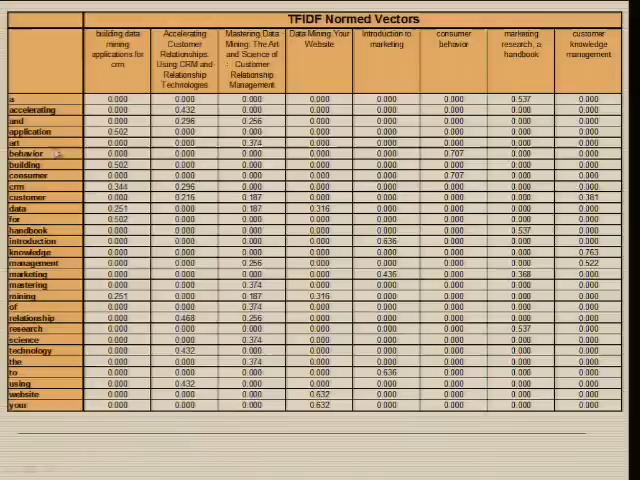 TFIDF Normed Vectors
building data mining applications for crm | Accelerating Customer Relationships: Using CRM and Relationship Technologies | Mastering Data Mining: The Art and Science of Customer Relationship Management | Data Mining Your Website | Introduction to marketing | consumer behavior | marketing research, a handbook | customer knowledge management
a 0.000 0.000 0.000 0.000 0.000 0.000 0.537 0.000
accelerating 0.000 0.432 0.000 0.000 0.000 0.000 0.000 0.000
and 0.000 0.296 0.256 0.000 0.000 0.000 0.000 0.000
application 0.502 0.000 0.000 0.000 0.000 0.000 0.000 0.000
art 0.000 0.000 0.374 0.000 0.000 0.000 0.000 0.000
behavior 0.000 0.000 0.000 0.000 0.000 0.707 0.000 0.000
building 0.502 0.000 0.000 0.000 0.000 0.000 0.000 0.000
consumer 0.000 0.000 0.000 0.000 0.000 0.707 0.000 0.000
crm 0.344 0.296 0.000 0.000 0.000 0.000 0.000 0.000
customer 0.000 0.216 0.187 0.000 0.000 0.000 0.000 0.381
data 0.251 0.000 0.187 0.316 0.000 0.000 0.000 0.000
for 0.502 0.000 0.000 0.000 0.000 0.000 0.000 0.000
handbook 0.000 0.000 0.000 0.000 0.000 0.000 0.537 0.000
introduction 0.000 0.000 0.000 0.000 0.636 0.000 0.000 0.000
knowledge 0.000 0.000 0.000 0.000 0.000 0.000 0.000 0.763
management 0.000 0.000 0.256 0.000 0.000 0.000 0.000 0.522
marketing 0.000 0.000 0.000 0.000 0.436 0.000 0.368 0.000
mastering 0.000 0.000 0.374 0.000 0.000 0.000 0.000 0.000
mining 0.251 0.000 0.187 0.316 0.000 0.000 0.000 0.000
of 0.000 0.000 0.374 0.000 0.000 0.000 0.000 0.000
relationship 0.000 0.468 0.256 0.000 0.000 0.000 0.000 0.000
research 0.000 0.000 0.000 0.000 0.000 0.000 0.537 0.000
science 0.000 0.000 0.374 0.000 0.000 0.000 0.000 0.000
technology 0.000 0.432 0.000 0.000 0.000 0.000 0.000 0.000
the 0.000 0.000 0.374 0.000 0.000 0.000 0.000 0.000
to 0.000 0.000 0.000 0.000 0.636 0.000 0.000 0.000
using 0.000 0.432 0.000 0.000 0.000 0.000 0.000 0.000
website 0.000 0.000 0.000 0.632 0.000 0.000 0.000 0.000
your 0.000 0.000 0.000 0.632 0.000 0.000 0.000 0.000